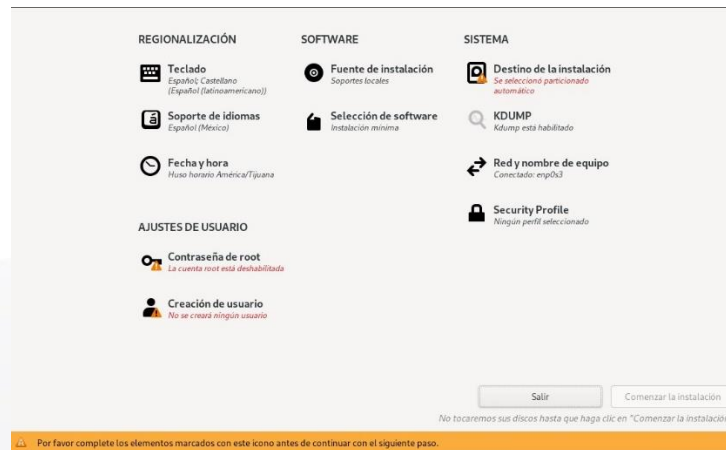 REGIONALIZACIÓN
Teclado
Español; Castellano
(Español (latinoamericano))
Soporte de idiomas
Español (México)
Fecha y hora
Huso horario América/Tijuana
AJUSTES DE USUARIO
Contraseña de root
La cuenta root está deshabilitada
Creación de usuario
No se creará ningún usuario
SOFTWARE
Fuente de instalación
Soportes locales
Selección de software
Instalación mínima
SISTEMA
Destino de la instalación
Se seleccionó particionado
automático
KDUMP
Kdump está habilitado
Red y nombre de equipo
Conectado: enp0s3
Security Profile
Ningún perfil seleccionado
Salir
Comenzar la instalación
No tocaremos sus discos hasta que haga clic en "Comenzar la instalación
Por favor complete los elementos marcados con este icono antes de continuar con el siguiente paso.